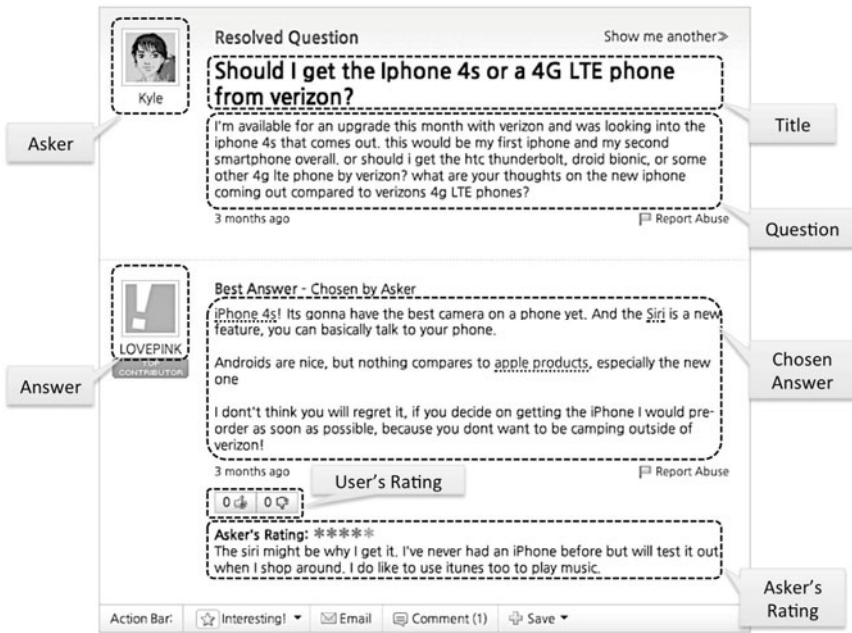 Resolved Question
Show me another≫
Should I get the Iphone 4s or a 4G LTE phone
from verizon?
Kyle
Asker
Title
I'm available for an upgrade this month with verizon and was looking into the
iphone 4s that comes out. this would be my first iphone and my second
smartphone overall. or should i get the htc thunderbolt, droid bionic, or some
other 4g lte phone by verizon? what are your thoughts on the new iphone
coming out compared to verizons 4g LTE phones?
3 months ago
Report Abuse
Question
Best Answer - Chosen by Asker
iPhone 4s! Its gonna have the best camera on a phone yet. And the Siri is a new
feature, you can basically talk to your phone.
LOVEPINK
TOP
CONTRIBUTOR
Answer
Androids are nice, but nothing compares to apple products, especially the new
one
Chosen
Answer
I dont't think you will regret it, if you decide on getting the iPhone I would pre-
order as soon as possible, because you dont want to be camping outside of
verizon!
3 months ago
Report Abuse
User's Rating
0 0
Asker's Rating: *****
The siri might be why I get it. I've never had an iPhone before but will test it out
when I shop around. I do like to use itunes too to play music.
Asker's
Rating
Action Bar: Interesting! Email Comment (1) Save